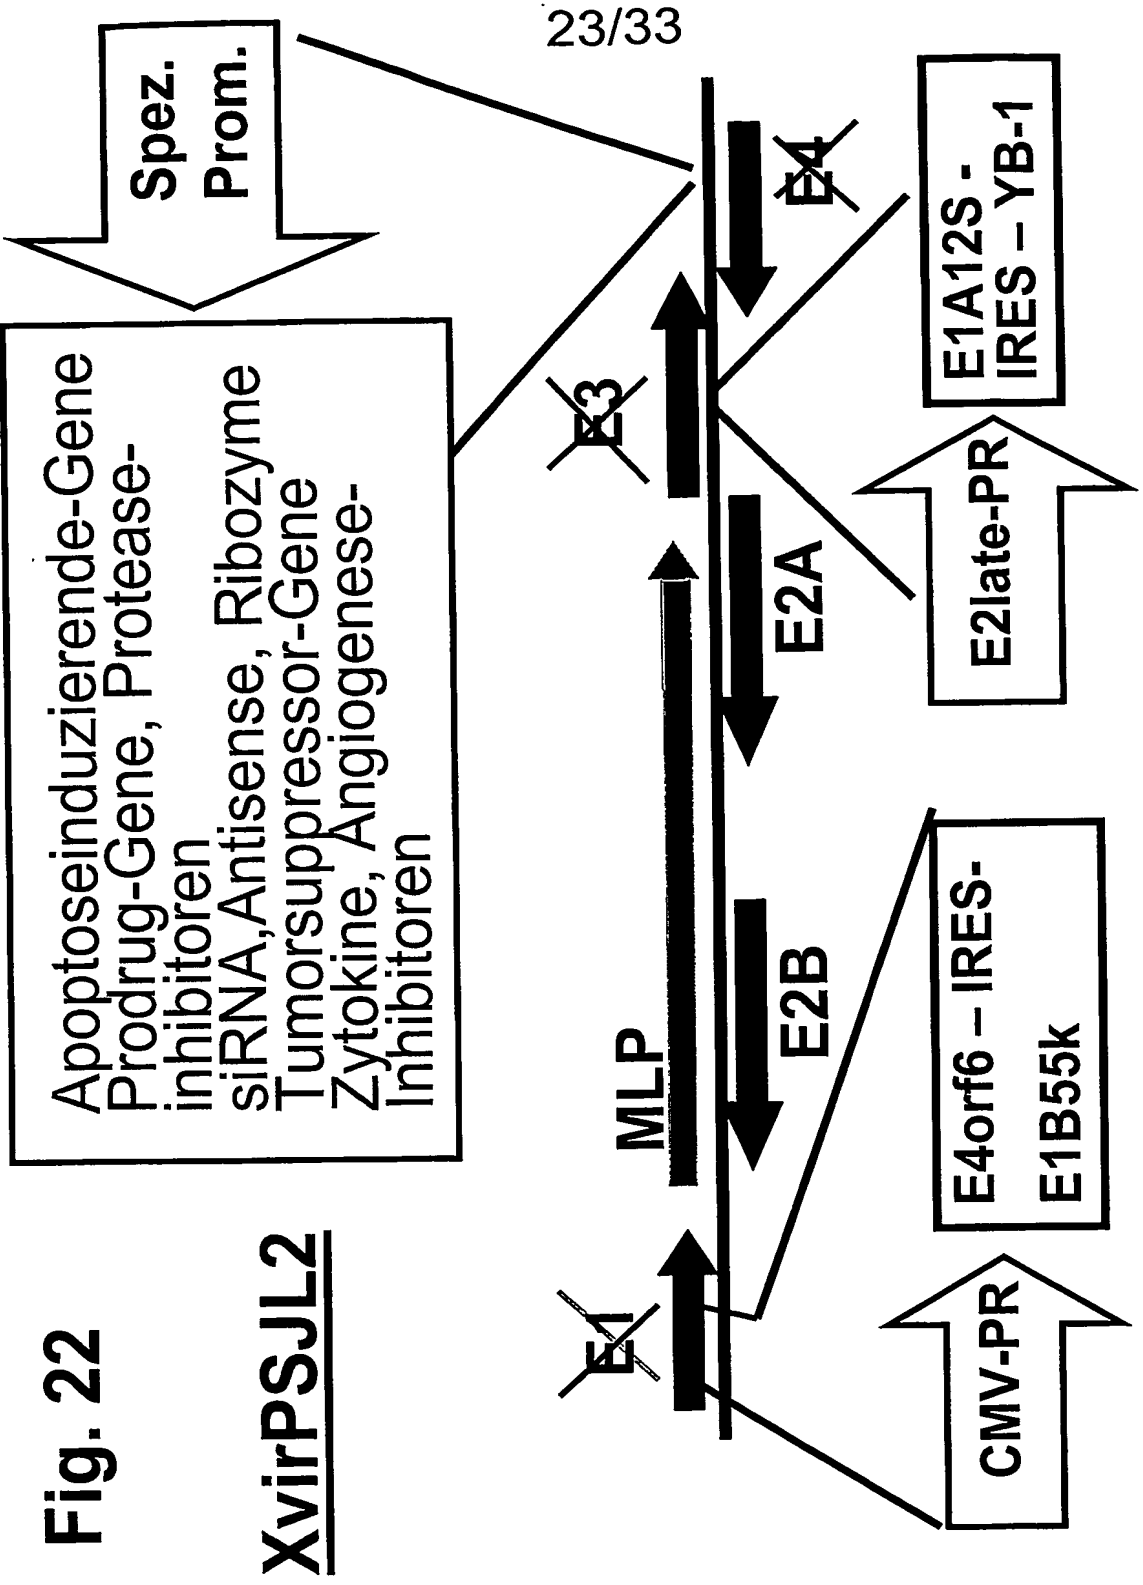 23/33
Fig. 22
XvirPSJL2
Apoptoseinduzierende-Gene
Prodrug-Gene, Protease-
inhibitoren
siRNA,Antisense, Ribozyme
Tumorsuppressor-Gene
Zytokine, Angiogenese-
Inhibitoren
Spez.
Prom.
E1
MLP
E3
E2B
E2A
E4
CMV-PR
E4orf6 – IRES-
E1B55k
E2late-PR
E1A12S -
IRES – YB-1